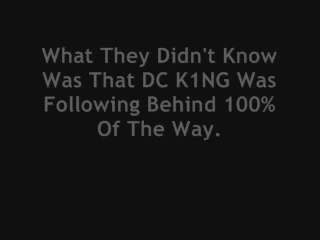 What They Didn't Know
Was That DC K1NG Was
Following Behind 100%
Of The Way.